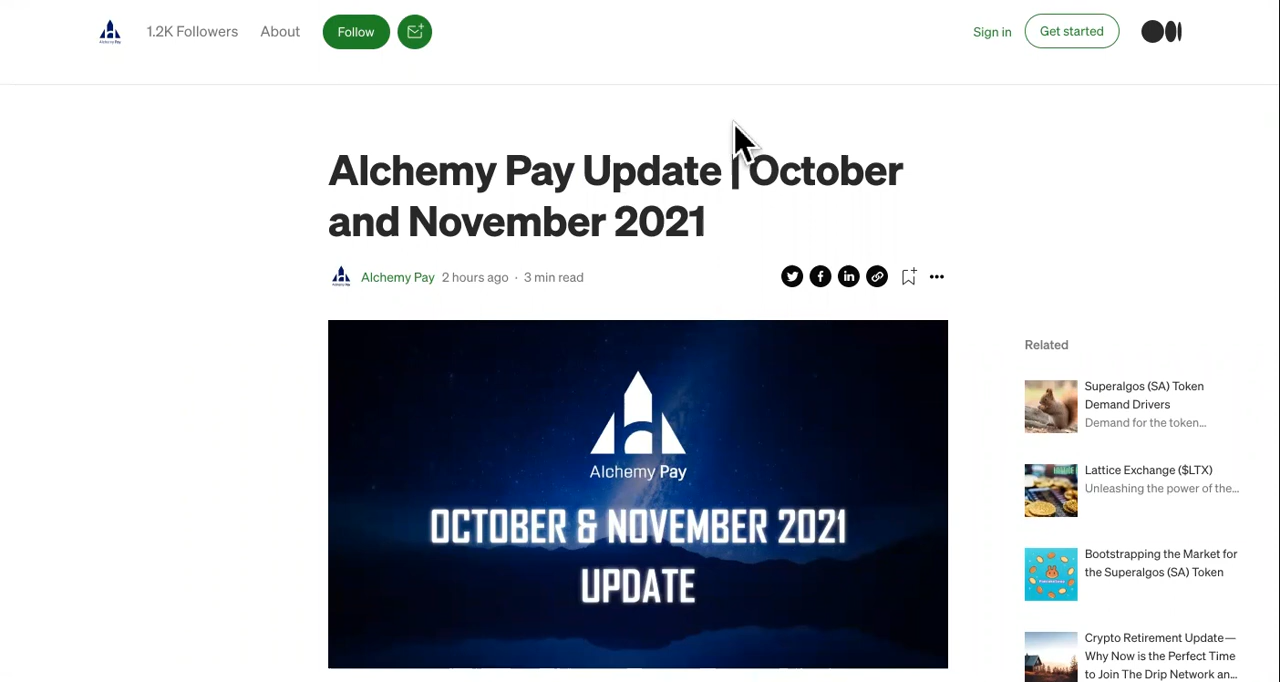 1.2K Followers About Follow Sign in Get started
Alchemy Pay Update | October
and November 2021
Alchemy Pay 2 hours ago · 3 min read
Alchemy Pay
OCTOBER & NOVEMBER 2021
UPDATE
Related
Superalgos (SA) Token
Demand Drivers
Demand for the token...
Lattice Exchange ($LTX)
Unleashing the power of the...
Bootstrapping the Market for
the Superalgos (SA) Token
Crypto Retirement Update—
Why Now is the Perfect Time
to Join The Drip Network an...